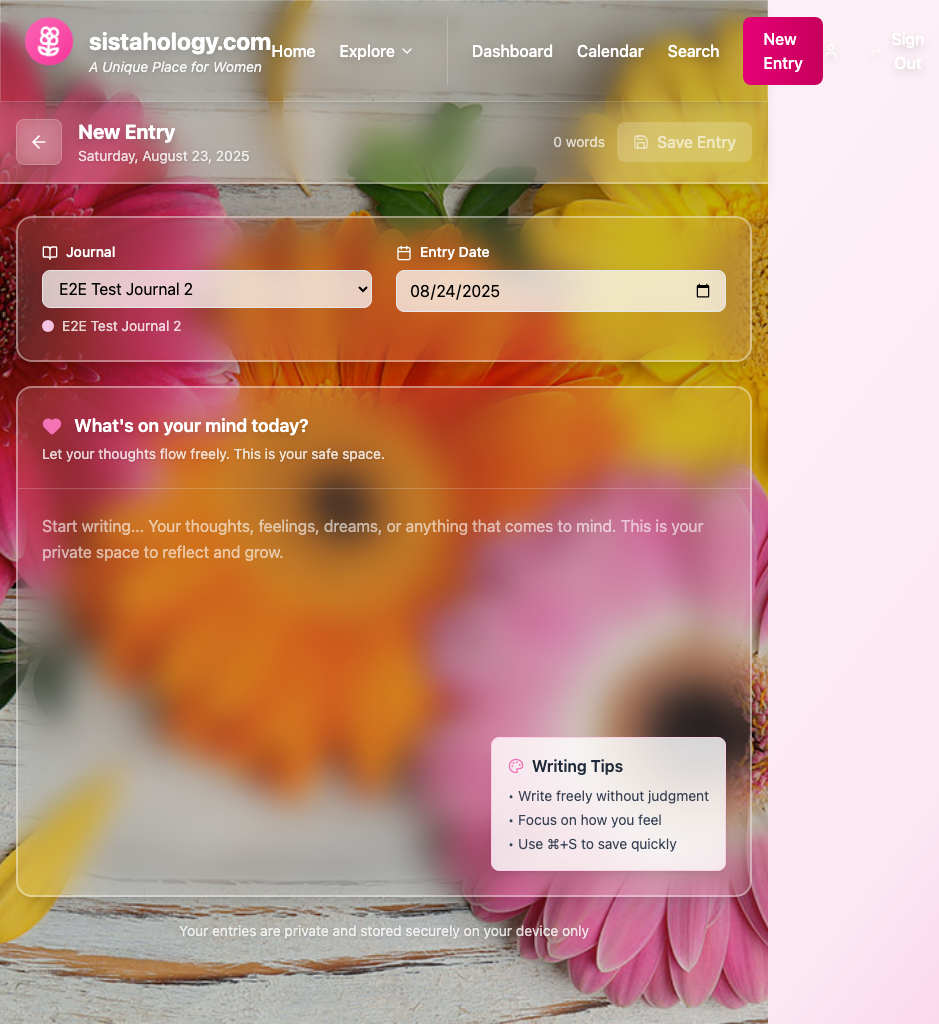 sistahology.com
A Unique Place for Women
Home
Explore
Dashboard
Calendar
Search
New
Entry
Sign
Out
New Entry
Saturday, August 23, 2025
0 words
Save Entry
Journal
Entry Date
E2E Test Journal 2
08/24/2025
E2E Test Journal 2
What's on your mind today?
Let your thoughts flow freely. This is your safe space.
Start writing... Your thoughts, feelings, dreams, or anything that comes to mind. This is your
private space to reflect and grow.
Writing Tips
• Write freely without judgment
• Focus on how you feel
• Use ⌘+S to save quickly
Your entries are private and stored securely on your device only